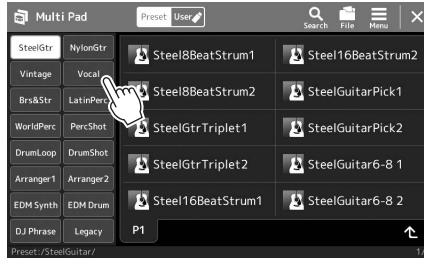 Multi Pad
Preset User
Search File Menu
SteelGtr NylonGtr
Vintage Vocal
Brs&Str LatinPerc
WorldPerc PercShot
DrumLoop DrumShot
Arranger1 Arranger2
EDM Synth EDM Drum
DJ Phrase Legacy
Steel8BeatStrum1 Steel16BeatStrum2
Steel8BeatStrum2 SteelGuitarPick1
SteelGtrTriplet1 SteelGuitarPick2
SteelGtrTriplet2 SteelGuitar6-8 1
Steel16BeatStrum1 SteelGuitar6-8 2
P1
Preset:/SteelGuitar/